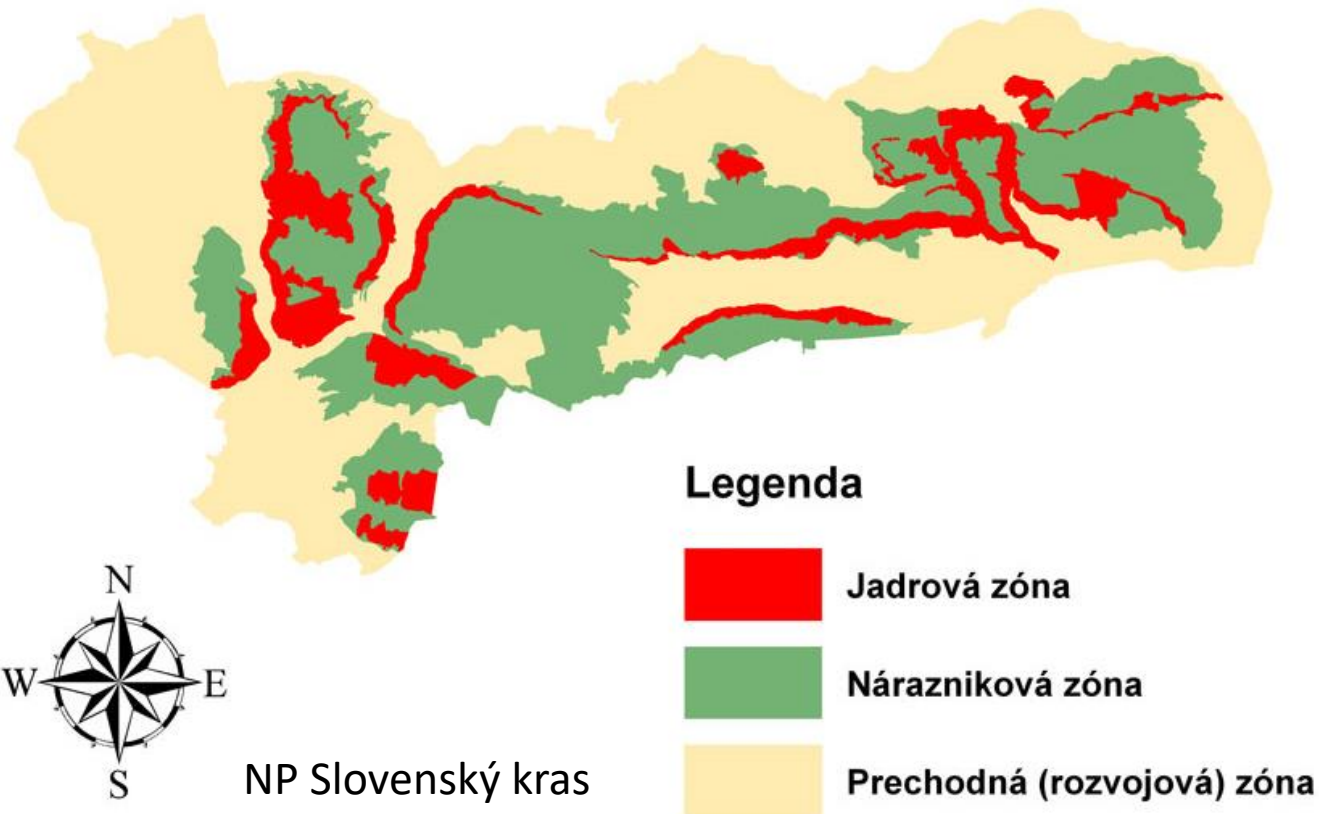 Legenda
Jadrová zóna
Nárazniková zóna
Prechodná (rozvojová) zóna
N
W E
S
NP Slovenský kras